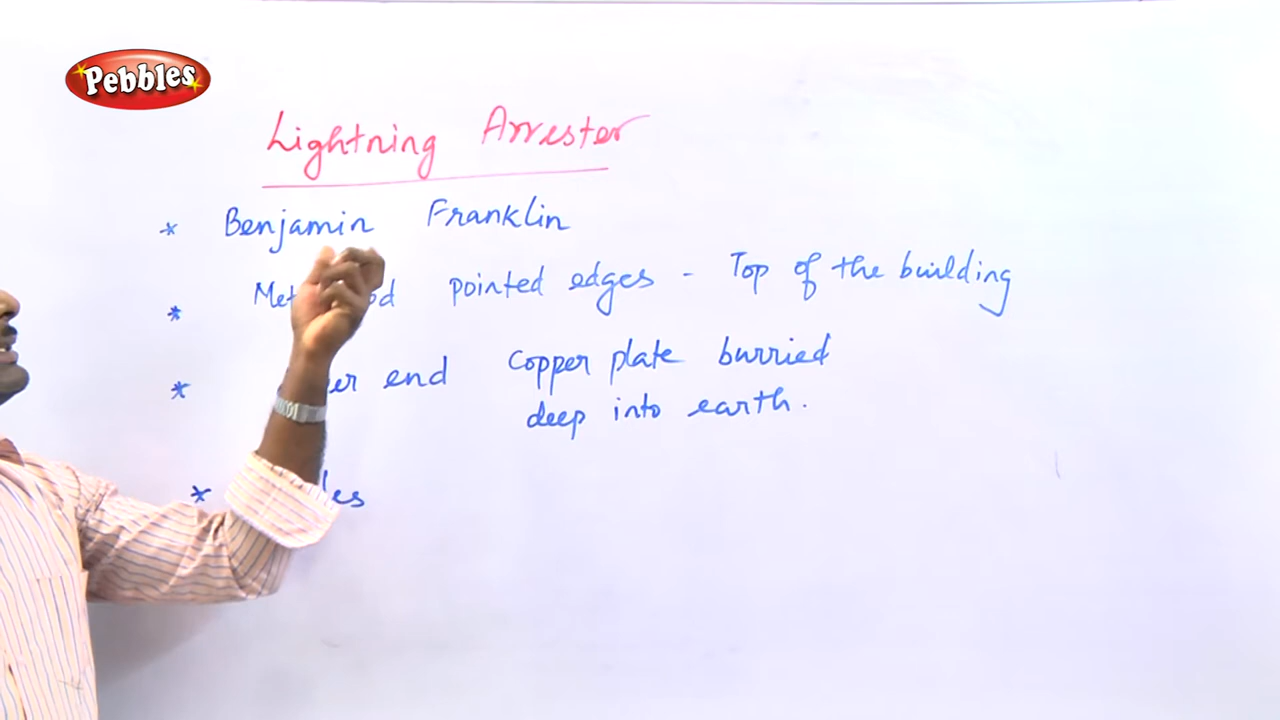 Pebbles
Lightning Arrester
* Benjamin Franklin
* pointed edges - Top of the building
* end copper plate burried
deep into earth.
*